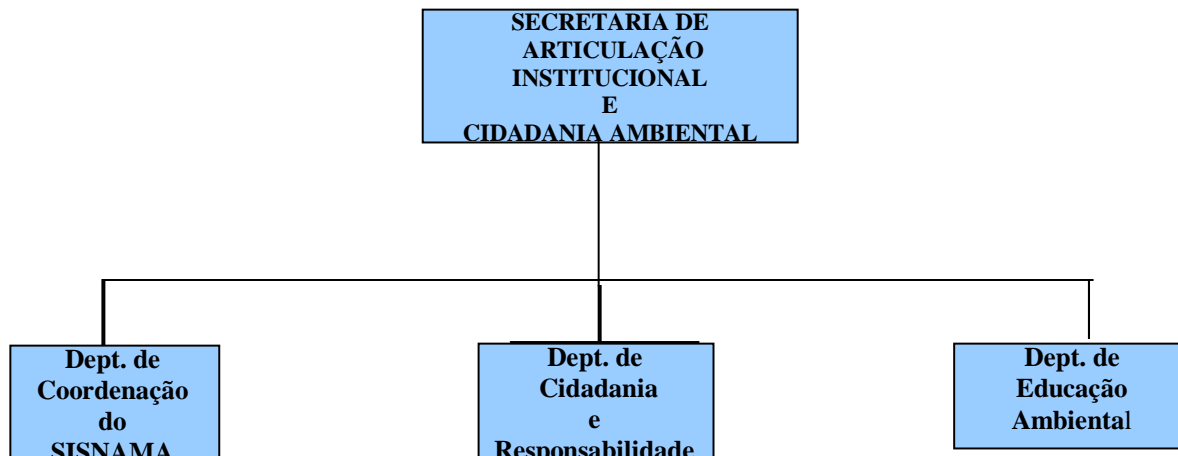 SECRETARIA DE
ARTICULAÇÃO
INSTITUCIONAL
E
CIDADANIA AMBIENTAL
Dept. de
Coordenação
do
SISNAMA
Dept. de
Cidadania
e
Responsabilidade
Dept. de
Educação
Ambiental